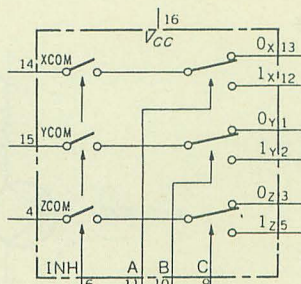 16
VCC
14 XCOM 0X 13
1X 12
15 YCOM 0Y 1
1Y 2
4 ZCOM 0Z 3
1Z 5
INH A B C
6 11 10 9